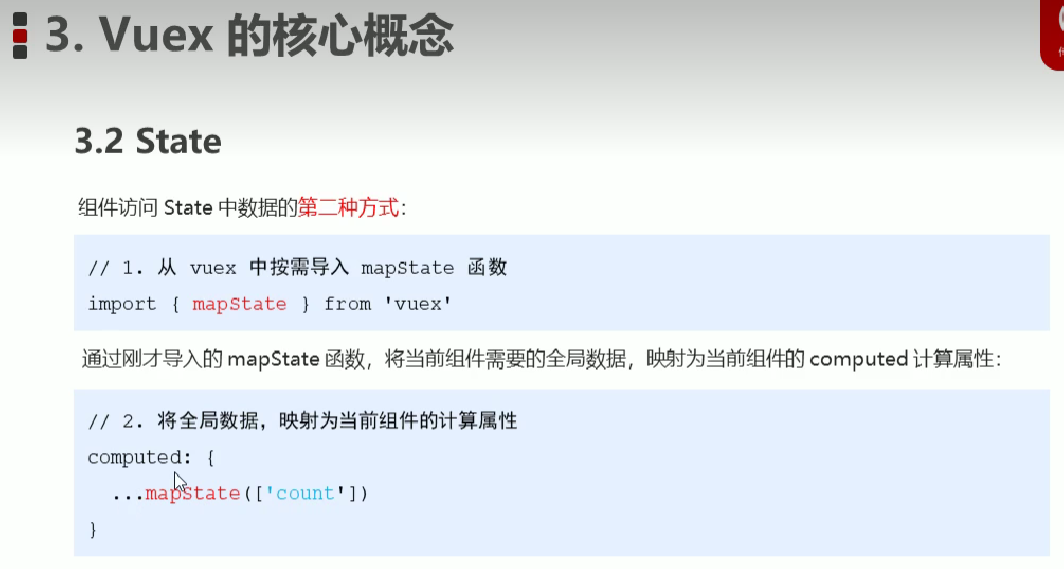 3. Vuex 的核心概念
3.2 State
组件访问 State 中数据的第二种方式：
// 1. 从 vuex 中按需导入 mapState 函数
import { mapState } from 'vuex'
通过刚才导入的 mapState 函数，将当前组件需要的全局数据，映射为当前组件的 computed 计算属性：
// 2. 将全局数据，映射为当前组件的计算属性
computed: {
...mapState(['count'])
}